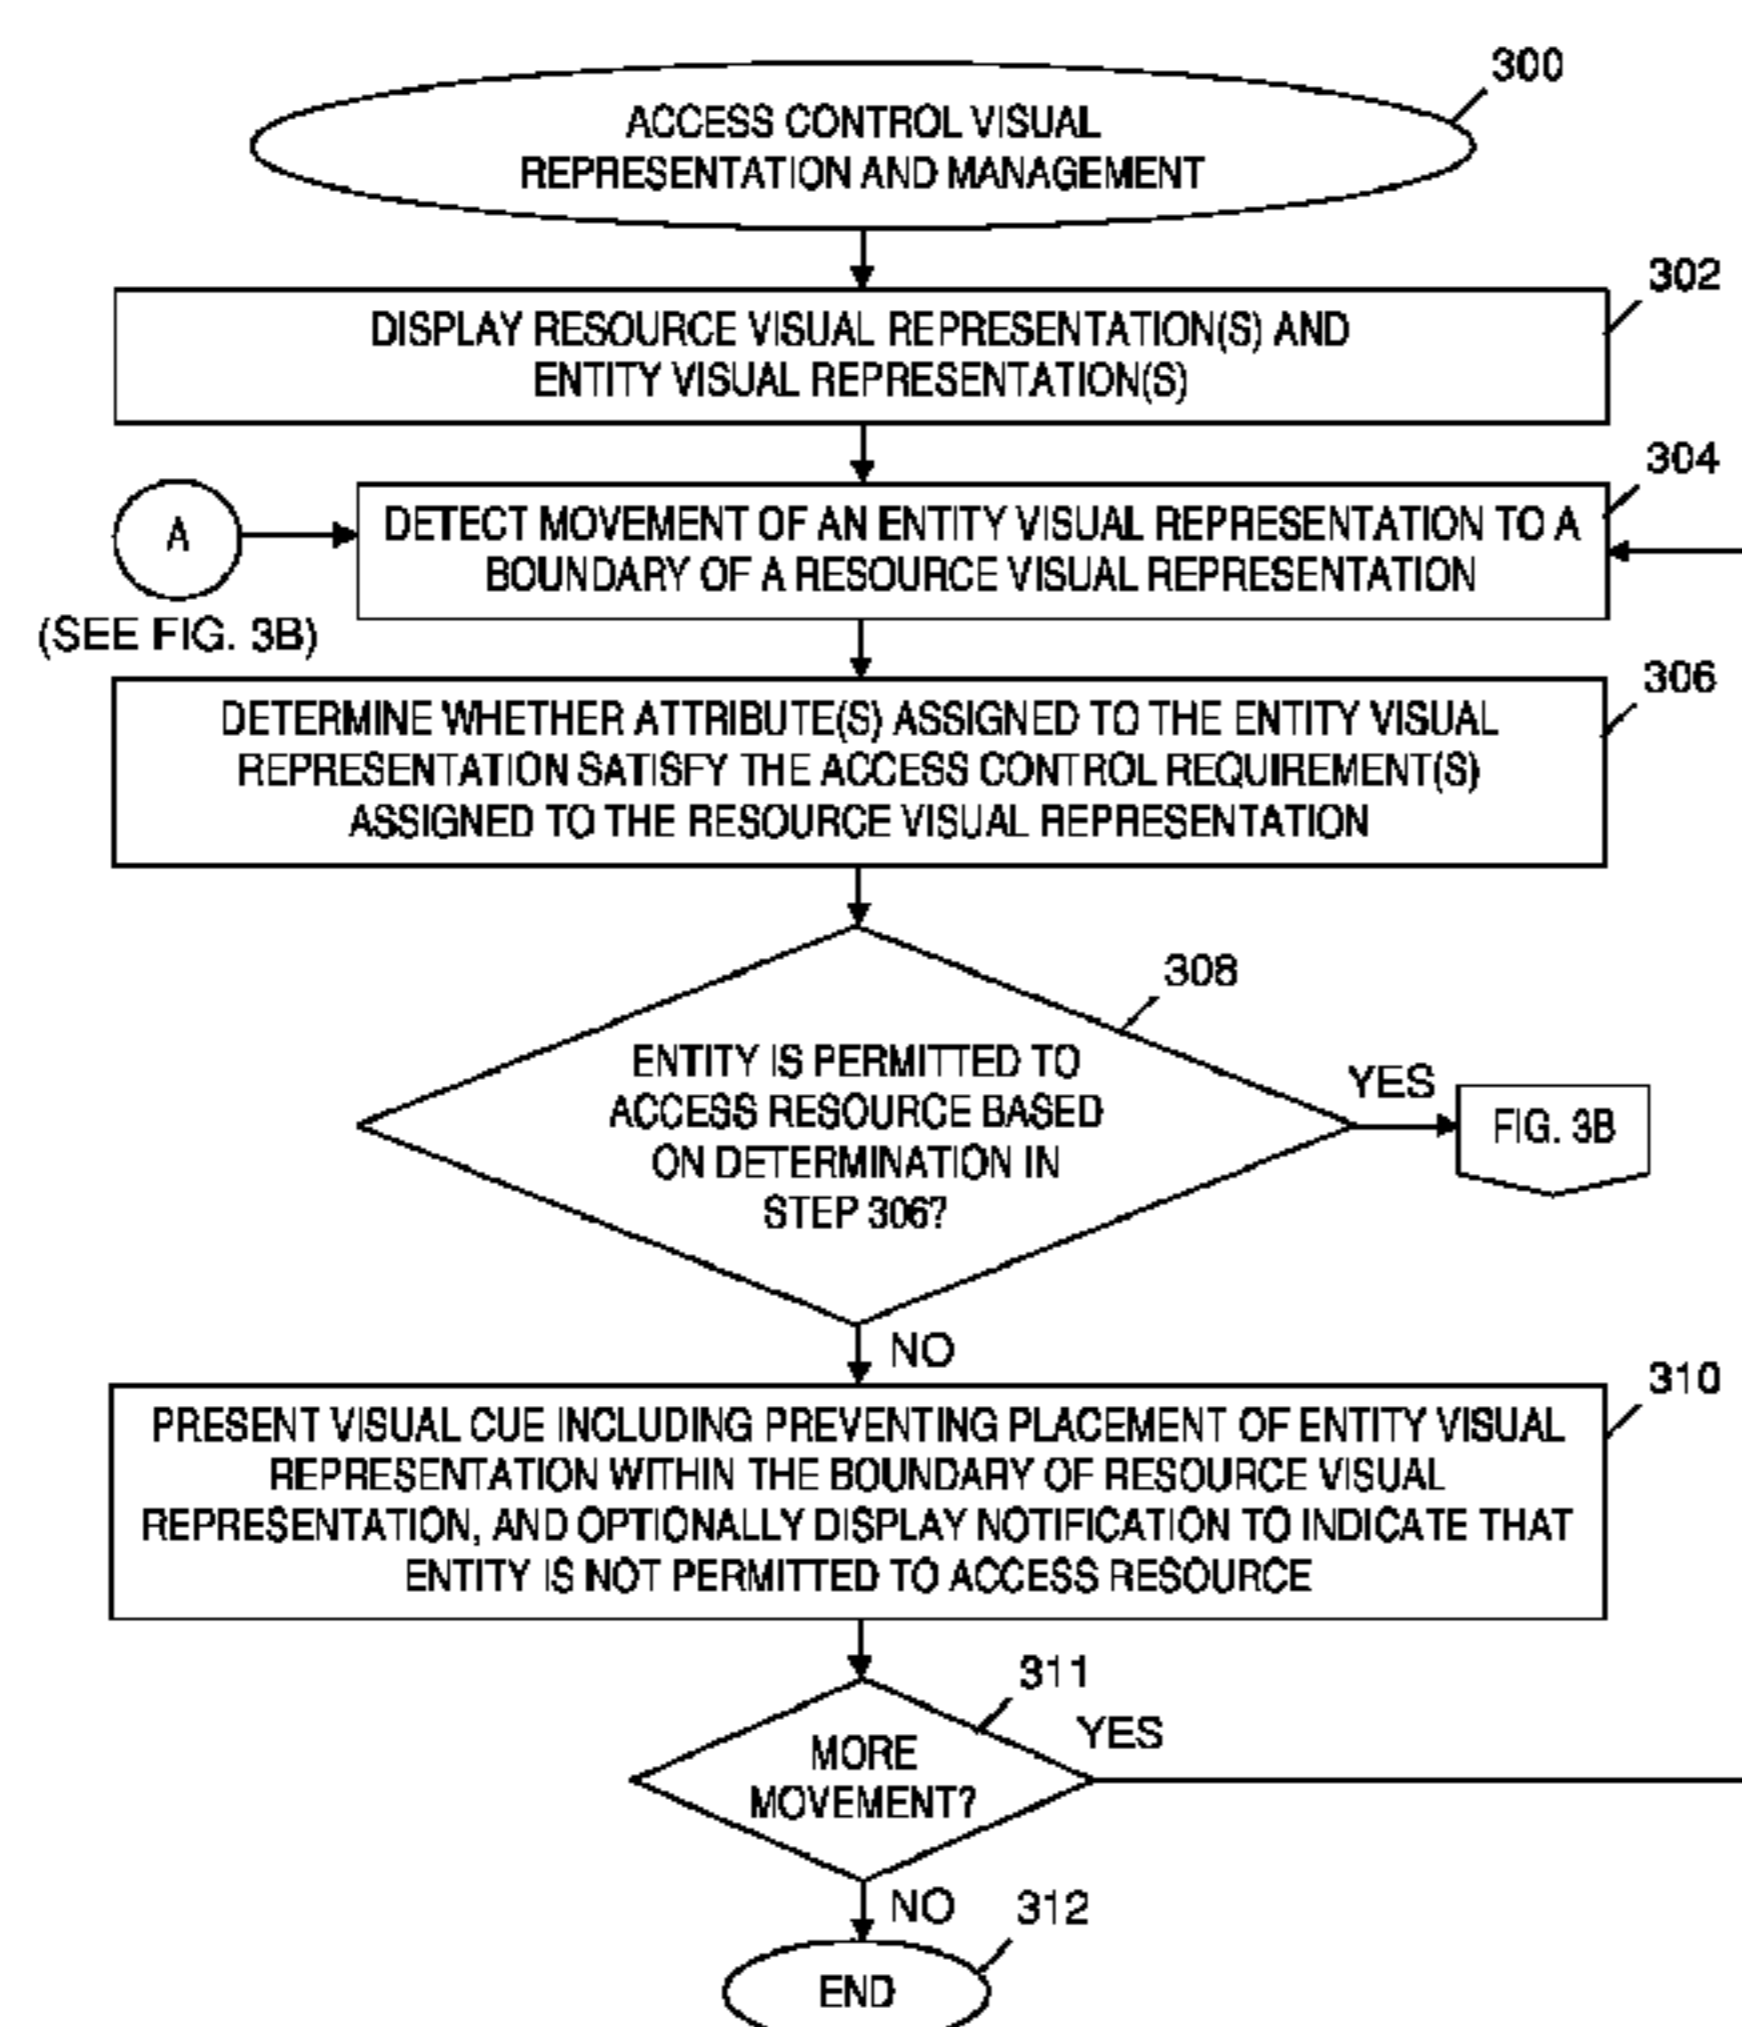 300
ACCESS CONTROL VISUAL
REPRESENTATION AND MANAGEMENT
302
DISPLAY RESOURCE VISUAL REPRESENTATION(S) AND
ENTITY VISUAL REPRESENTATION(S)
304
A
(SEE FIG. 3B)
DETECT MOVEMENT OF AN ENTITY VISUAL REPRESENTATION TO A
BOUNDARY OF A RESOURCE VISUAL REPRESENTATION
306
DETERMINE WHETHER ATTRIBUTE(S) ASSIGNED TO THE ENTITY VISUAL
REPRESENTATION SATISFY THE ACCESS CONTROL REQUIREMENT(S)
ASSIGNED TO THE RESOURCE VISUAL REPRESENTATION
308
ENTITY IS PERMITTED TO
ACCESS RESOURCE BASED
ON DETERMINATION IN
STEP 306?
YES
FIG. 3B
NO
310
PRESENT VISUAL CUE INCLUDING PREVENTING PLACEMENT OF ENTITY VISUAL
REPRESENTATION WITHIN THE BOUNDARY OF RESOURCE VISUAL
REPRESENTATION, AND OPTIONALLY DISPLAY NOTIFICATION TO INDICATE THAT
ENTITY IS NOT PERMITTED TO ACCESS RESOURCE
311
MORE
MOVEMENT?
YES
NO
312
END